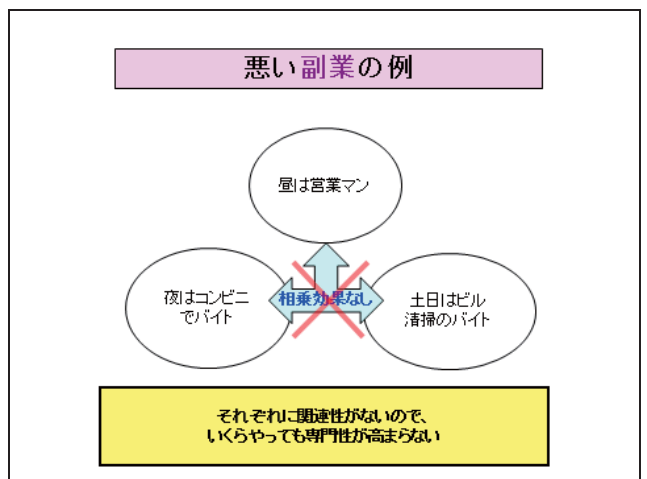 悪い副業の例
昼は営業マン
夜はコンビニ
でバイト
相乗効果なし
土日はビル
清掃のバイト
それぞれに関連性がないので、
いくらやっても専門性が高まらない